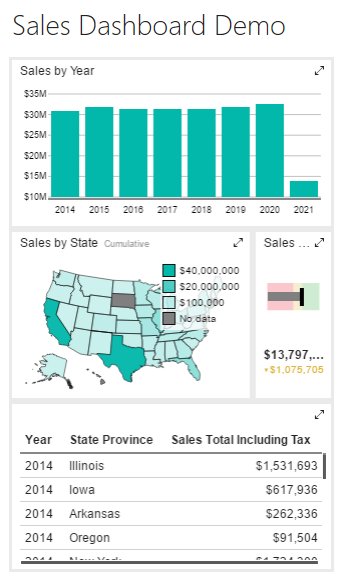 Sales Dashboard Demo
Sales by Year
$35M
$30M
$25M
$20M
$15M
$10M
2014 2015 2016 2017 2018 2019 2020 2021
Sales by State Cumulative
$40,000,000
$20,000,000
$100,000
No data
Sales ...
$13,797,...
+$1,075,705
Year State Province Sales Total Including Tax
2014 Illinois $1,531,693
2014 Iowa $617,936
2014 Arkansas $262,336
2014 Oregon $91,504
2014 New York